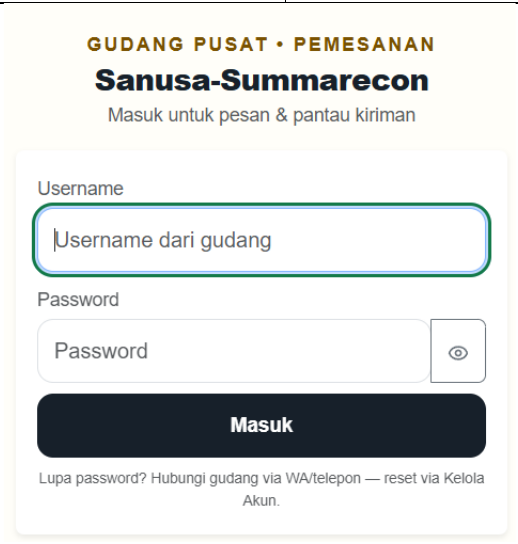 GUDANG PUSAT • PEMESANAN
Sanusa-Summarecon
Masuk untuk pesan & pantau kiriman
Username
Username dari gudang
Password
Password
Masuk
Lupa password? Hubungi gudang via WA/telepon — reset via Kelola
Akun.